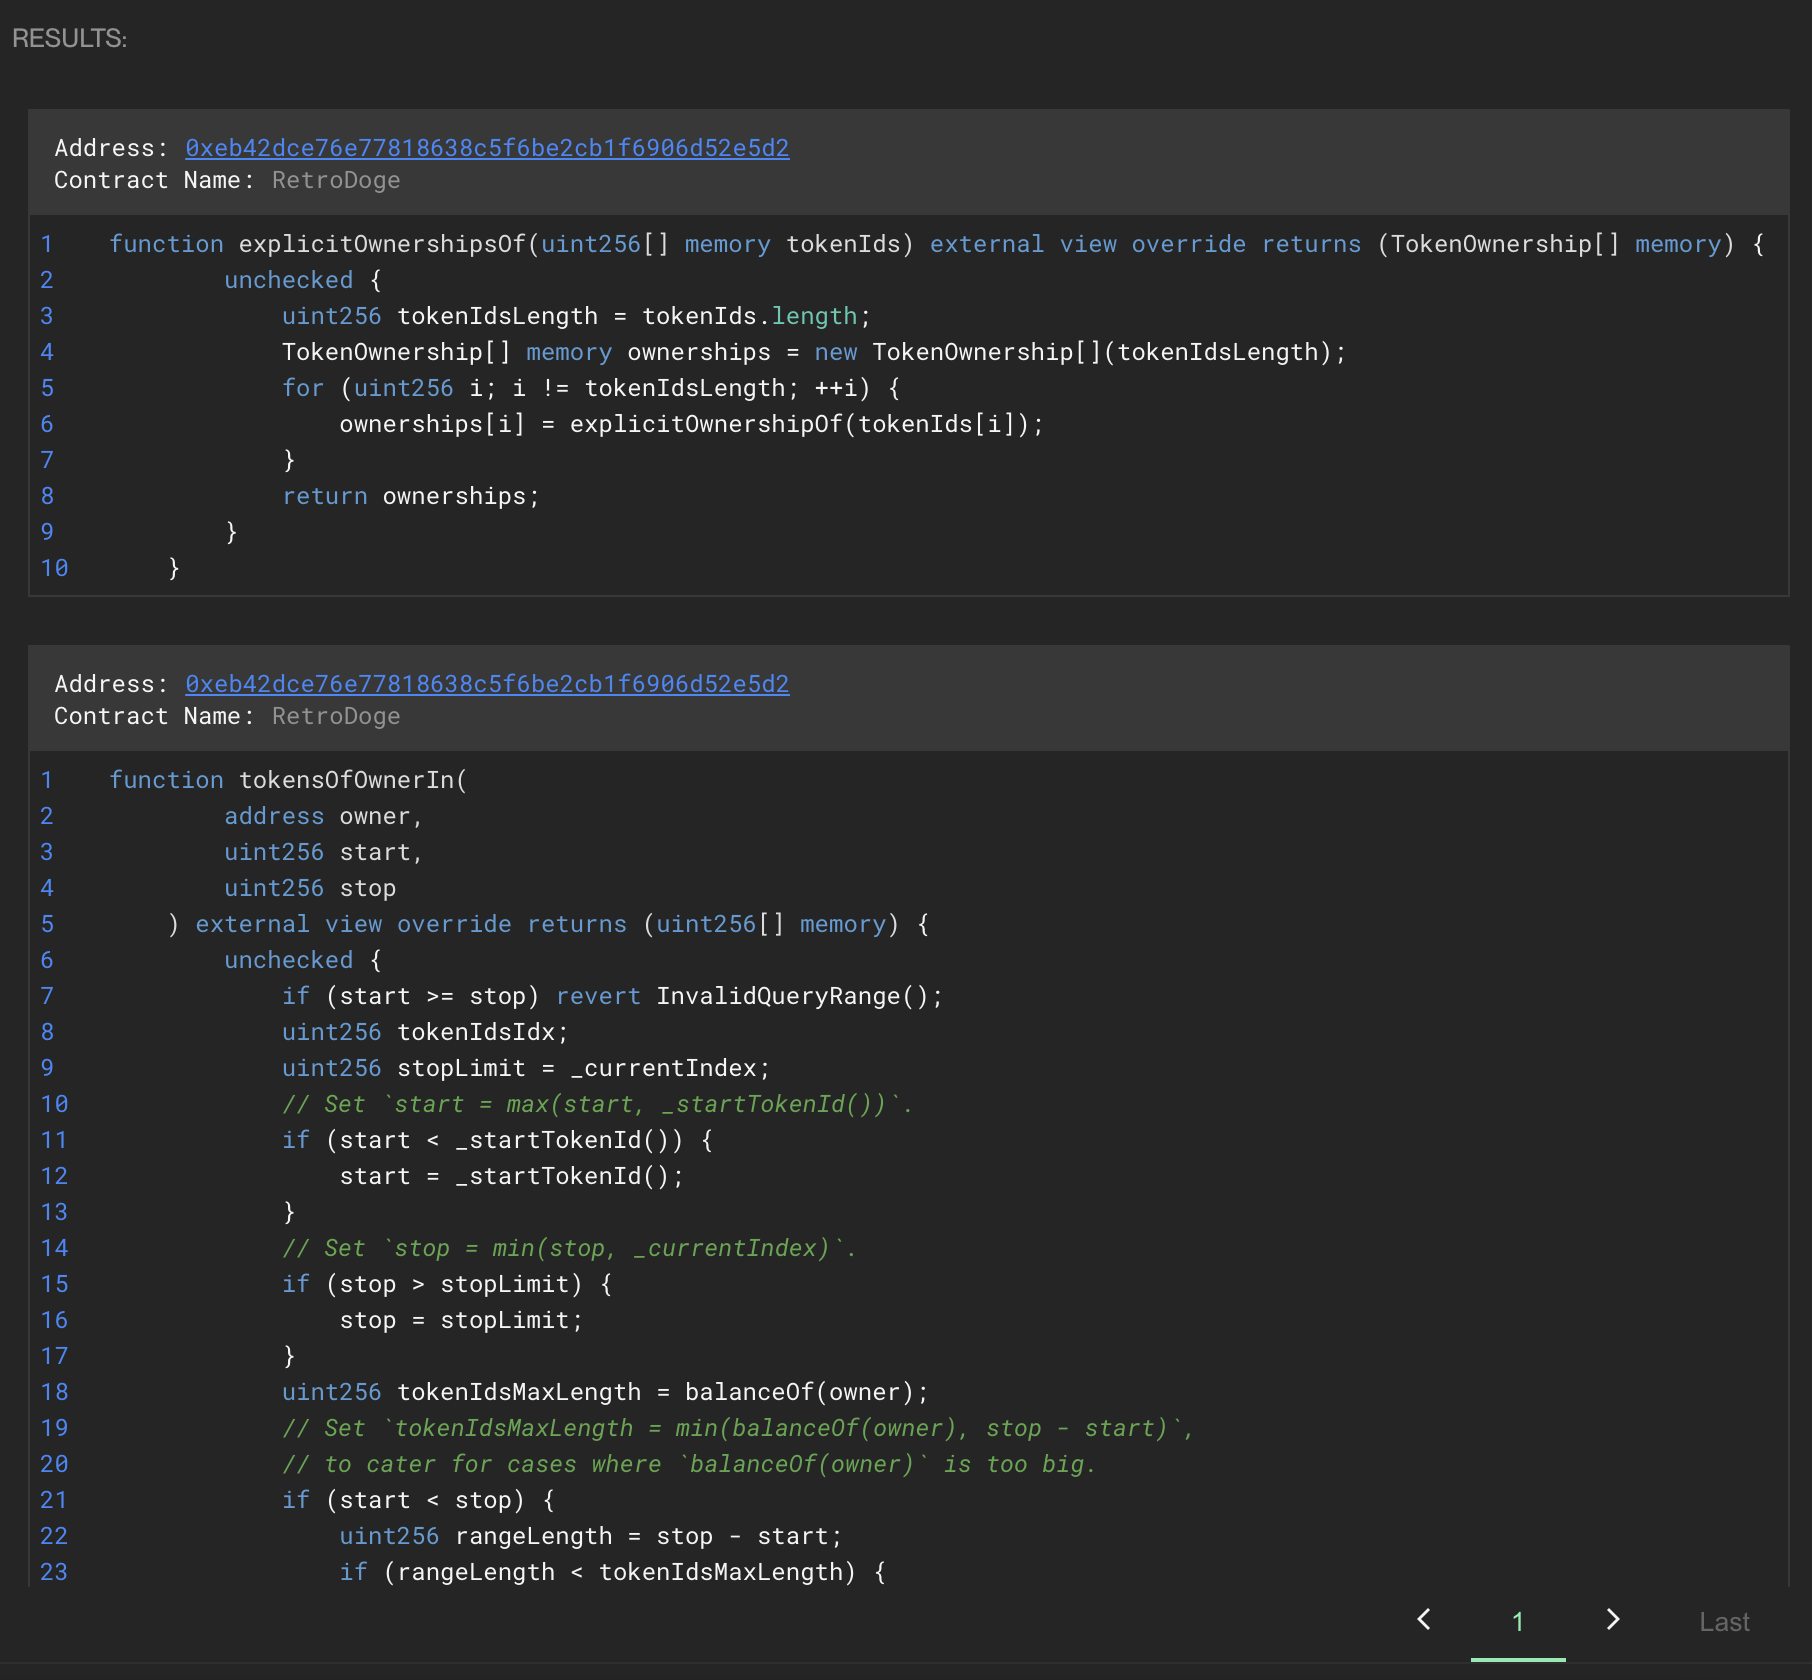 RESULTS:
Address: 0xeb42dce76e77818638c5f6be2cb1f6906d52e5d2
Contract Name: RetroDoge
1    function explicitOwnershipsOf(uint256[] memory tokenIds) external view override returns (TokenOwnership[] memory) {
2            unchecked {
3                uint256 tokenIdsLength = tokenIds.length;
4                TokenOwnership[] memory ownerships = new TokenOwnership[](tokenIdsLength);
5                for (uint256 i; i != tokenIdsLength; ++i) {
6                    ownerships[i] = explicitOwnershipOf(tokenIds[i]);
7                }
8                return ownerships;
9            }
10       }
Address: 0xeb42dce76e77818638c5f6be2cb1f6906d52e5d2
Contract Name: RetroDoge
1    function tokensOfOwnerIn(
2            address owner,
3            uint256 start,
4            uint256 stop
5        ) external view override returns (uint256[] memory) {
6            unchecked {
7                if (start >= stop) revert InvalidQueryRange();
8                uint256 tokenIdsIdx;
9                uint256 stopLimit = _currentIndex;
10               // Set `start = max(start, _startTokenId())`.
11               if (start < _startTokenId()) {
12                   start = _startTokenId();
13               }
14               // Set `stop = min(stop, _currentIndex)`.
15               if (stop > stopLimit) {
16                   stop = stopLimit;
17               }
18               uint256 tokenIdsMaxLength = balanceOf(owner);
19               // Set `tokenIdsMaxLength = min(balanceOf(owner), stop - start)`,
20               // to cater for cases where `balanceOf(owner)` is too big.
21               if (start < stop) {
22                   uint256 rangeLength = stop - start;
23                   if (rangeLength < tokenIdsMaxLength) {
1 Last